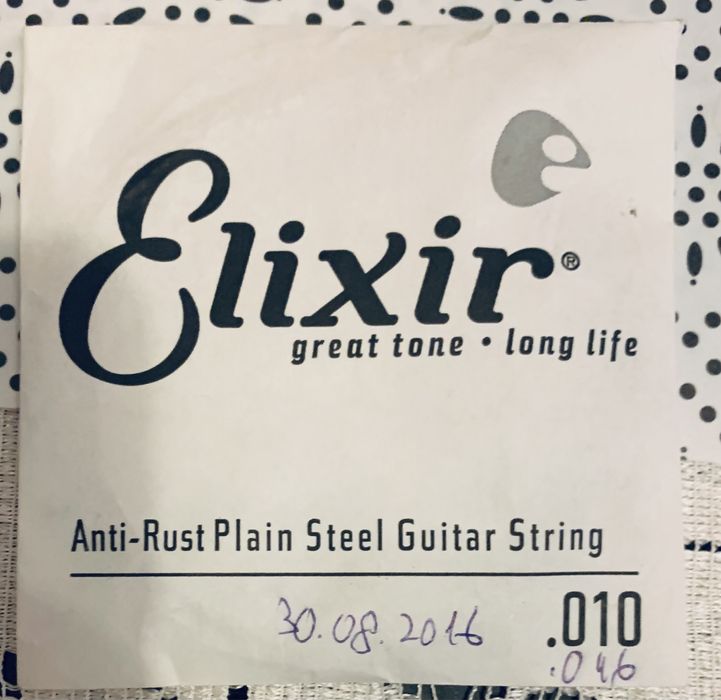 Elixir®
great tone • long life
Anti-Rust Plain Steel Guitar String
30.08.2016 .010
.046